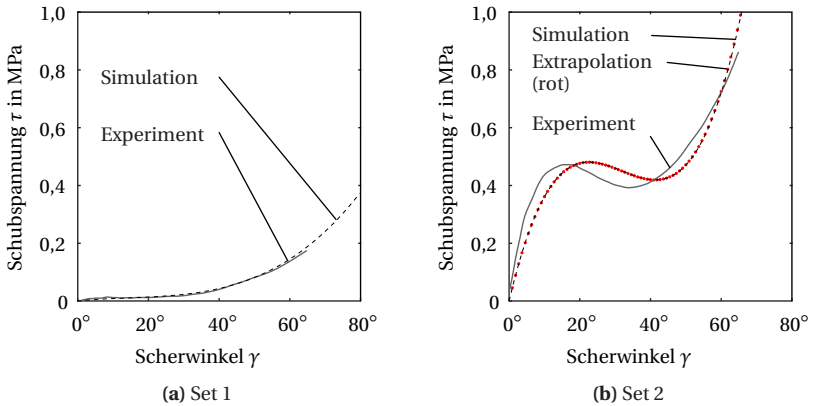 1,0
0,8
0,6
0,4
0,2
0
Schubspannung τ in MPa
Simulation
Experiment
0° 20° 40° 60° 80°
Scherwinkel γ
(a) Set 1
1,0
0,8
0,6
0,4
0,2
0
Schubspannung τ in MPa
Simulation
Extrapolation
(rot)
Experiment
0° 20° 40° 60° 80°
Scherwinkel γ
(b) Set 2